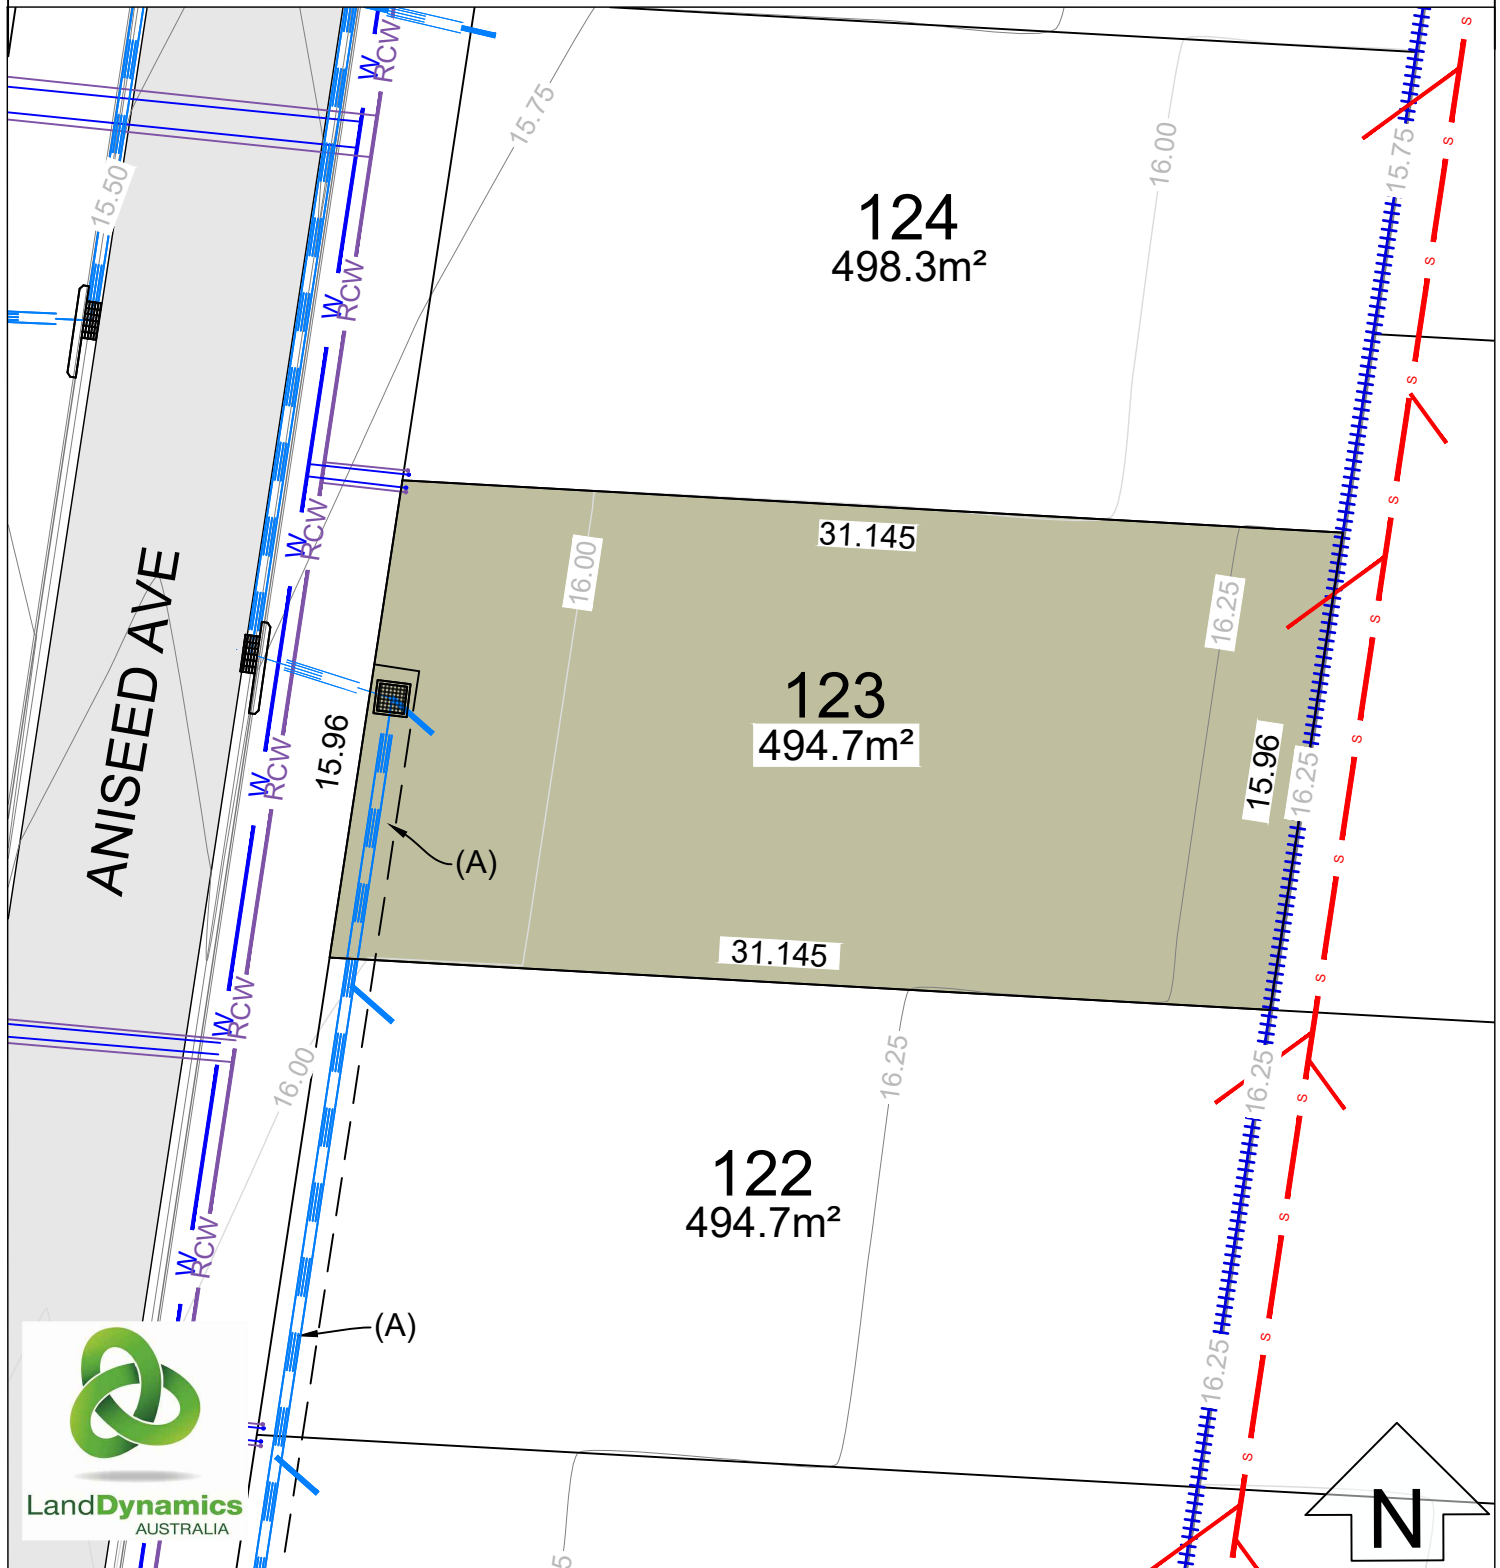 W
RCW
15.75
16.00
15.75
s
s
15.50
124
498.3m²
s
W
RCW
s
31.145
s
W
RCW
16.00
16.25
s
ANISEED AVE
123
494.7m²
15.96
15.96
16.25
s
W
RCW
(A)
s
31.145
s
W
RCW
16.00
16.25
16.25
s
122
494.7m²
s
W
RCW
(A)
16.25
s
s
N
LandDynamics
AUSTRALIA
5